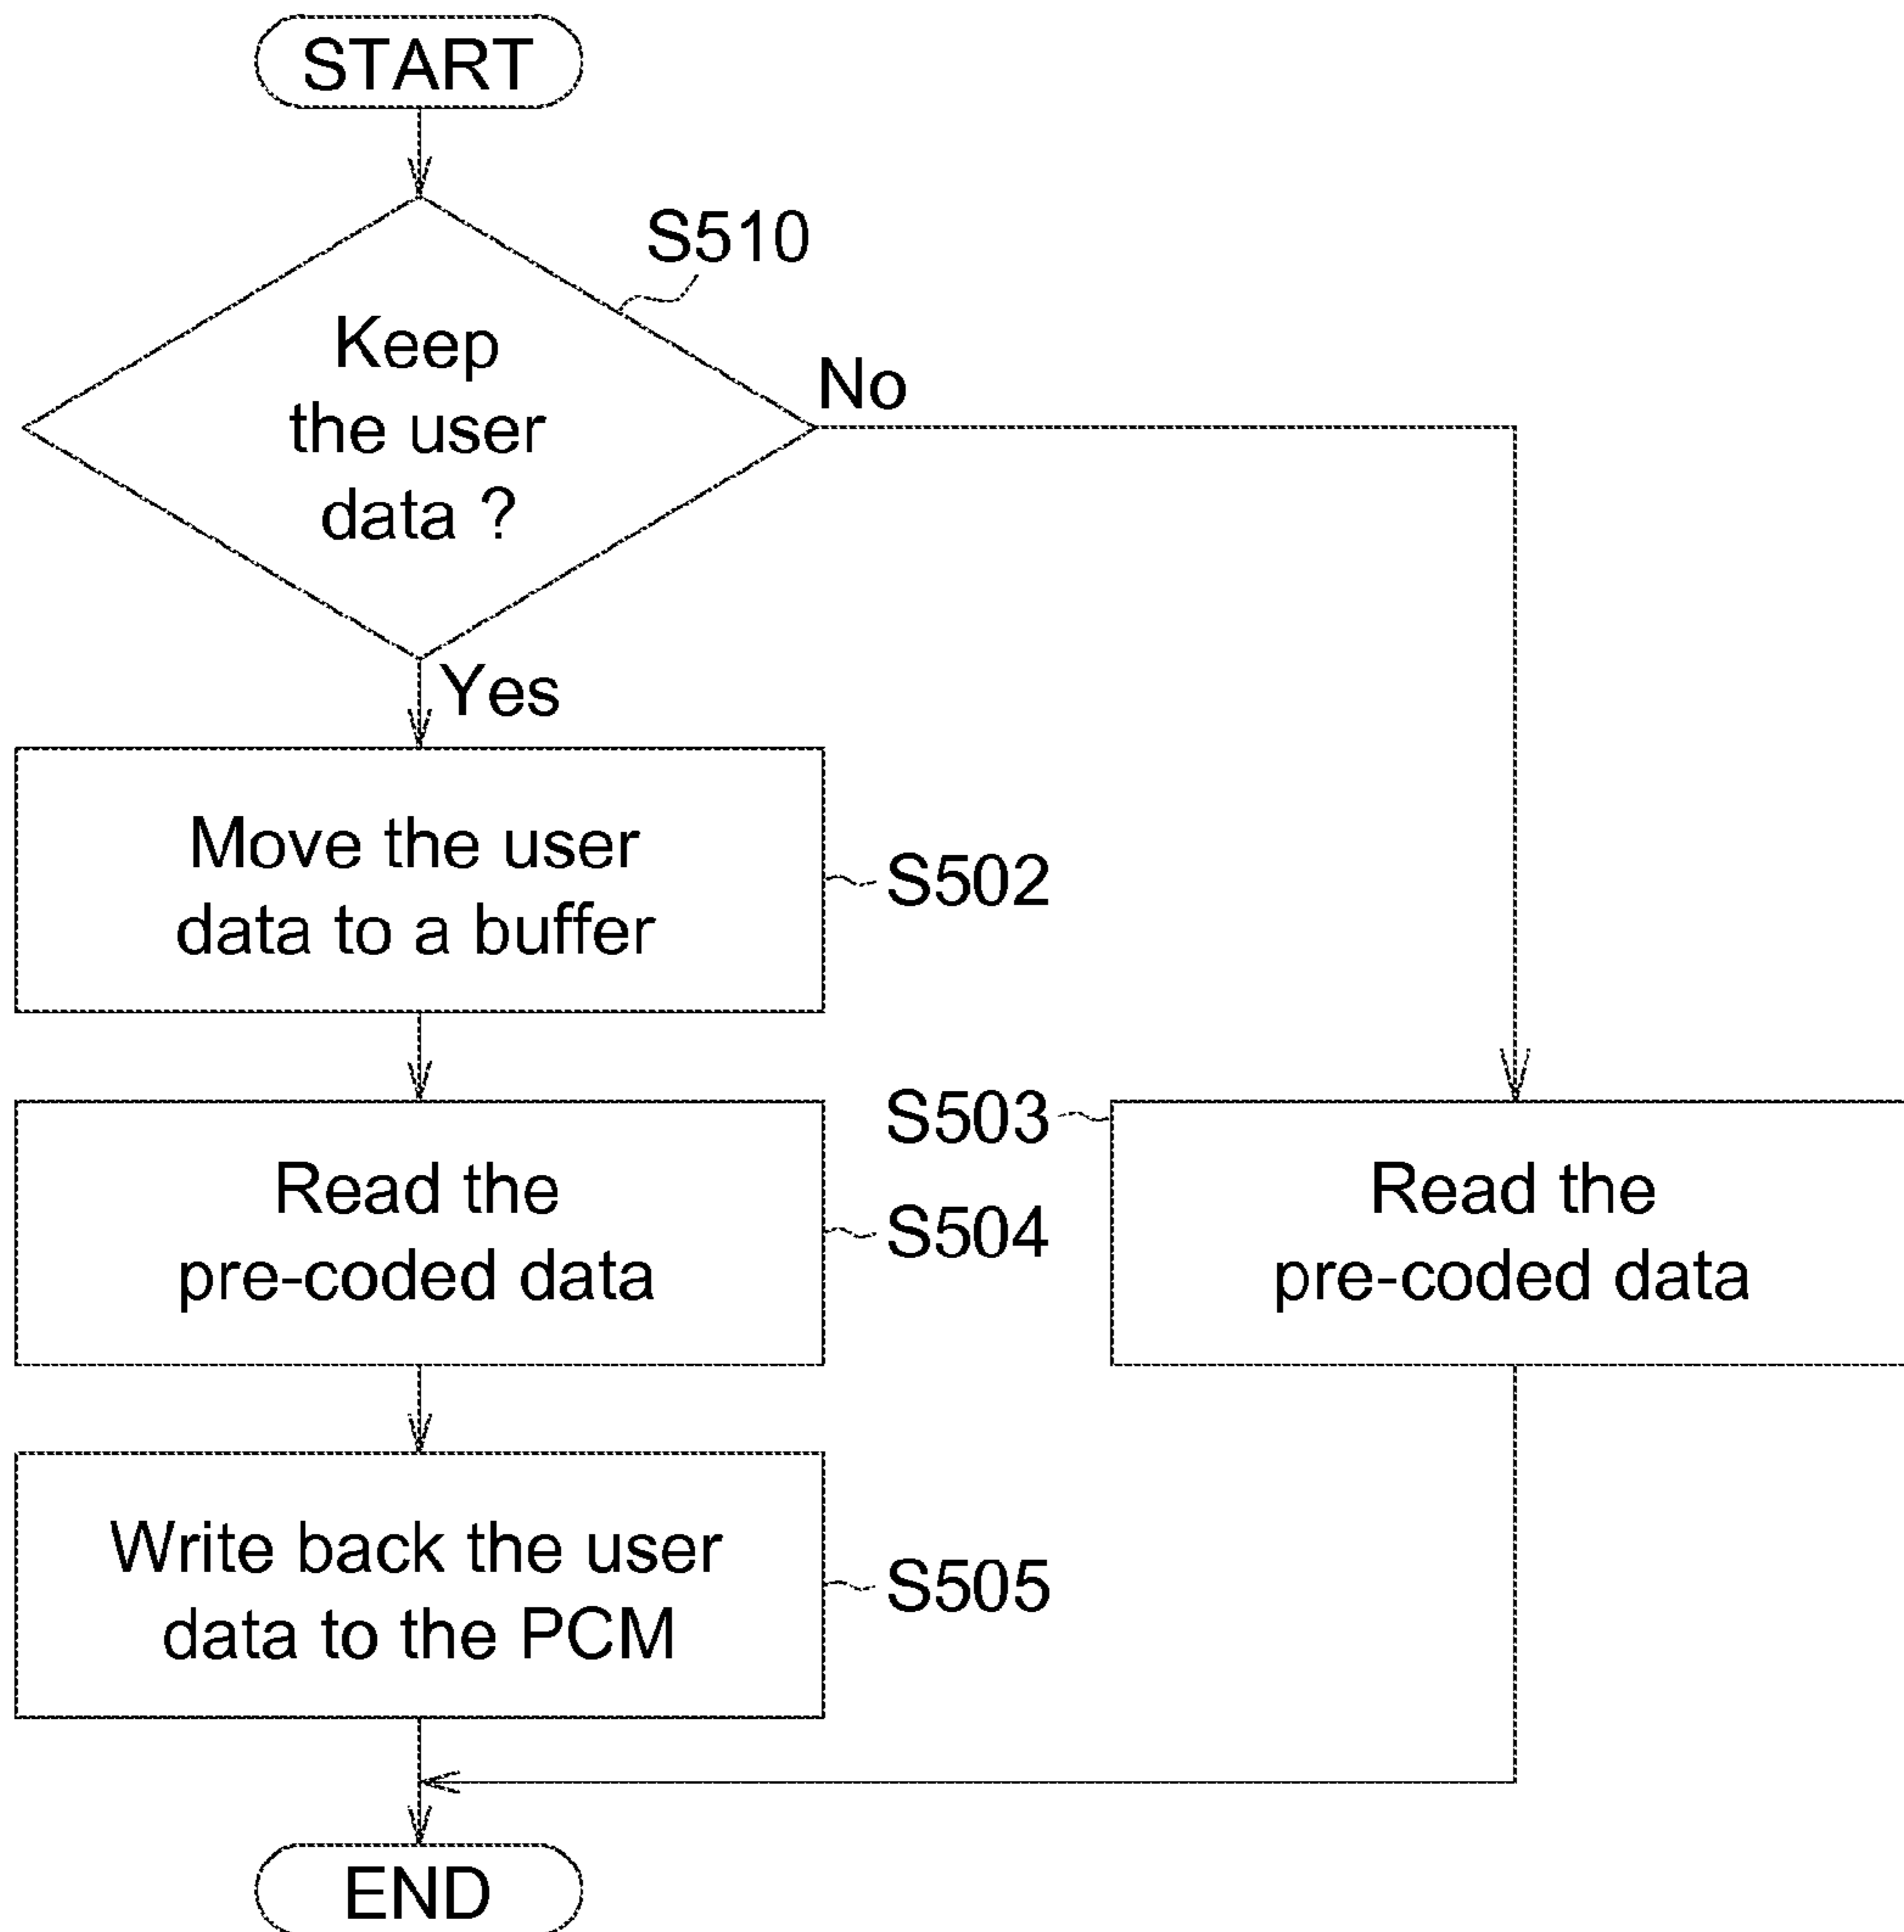 START
S510
Keep
the user
data ?
No
Yes
Move the user
data to a buffer
S502
S503
Read the
pre-coded data
S504
Read the
pre-coded data
Write back the user
data to the PCM
S505
END